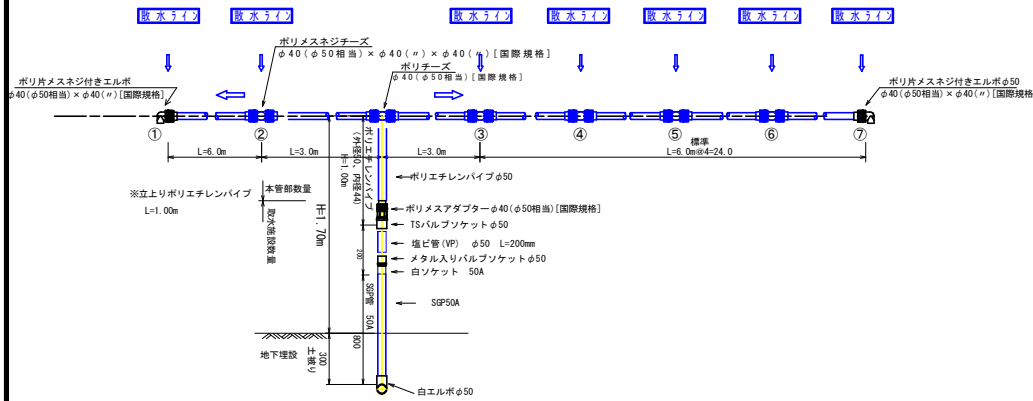 散水ライン 散水ライン 散水ライン 散水ライン 散水ライン 散水ライン 散水ライン
ポリメスネジチーズ
φ40(φ50相当)×φ40(〃)×φ40(〃)[国際規格]
ポリチーズ
φ40(φ50相当)[国際規格]
ポリ片メスネジ付きエルボ
φ40(φ50相当)×φ40(〃)[国際規格]
ポリ片メスネジ付きエルボφ50
φ40(φ50相当)×φ40(〃)[国際規格]
① ② ③ ④ ⑤ ⑥ ⑦
L=6.0m
L=3.0m
L=3.0m
標準
L=6.0m@4=24.0
※立上りポリエチレンパイプ
L=1.00m
本管部数量
取水施設数量
H=1.70m
ポリエチレンパイプ
(外径50、内径44)
H=1.00m
ポリエチレンパイプφ50
ポリメスアダプターφ40(φ50相当)[国際規格]
TSバルブソケットφ50
塩ビ管(VP) φ50 L=200mm
メタル入りバルブソケットφ50
白ソケット 50A
200
SGP管 50A
800
SGP50A
地下埋設
土被り
300
白エルボφ50